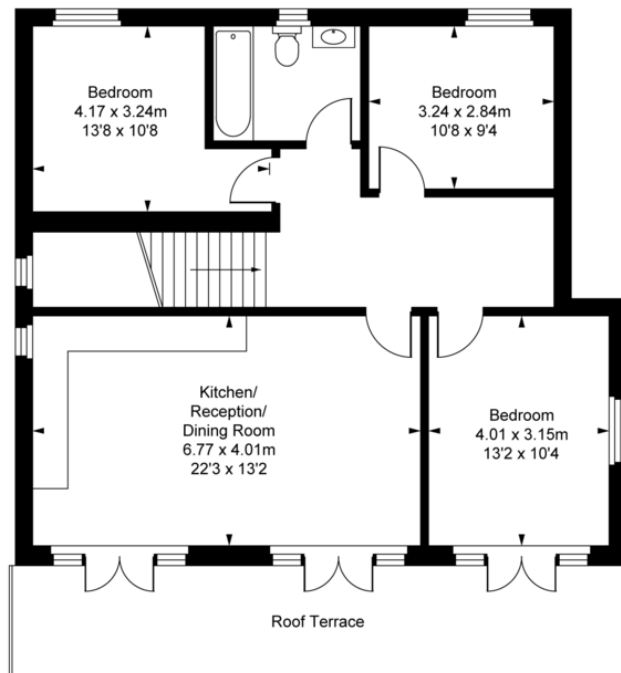 Bedroom
4.17 x 3.24m
13'8 x 10'8
Bedroom
3.24 x 2.84m
10'8 x 9'4
Kitchen/
Reception/
Dining Room
6.77 x 4.01m
22'3 x 13'2
Bedroom
4.01 x 3.15m
13'2 x 10'4
Roof Terrace